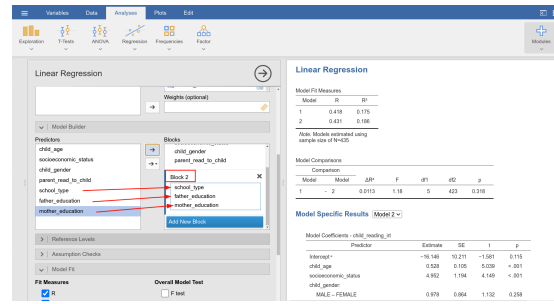 Variables Data Analyses Plots Edit
Exploration T-Tests ANOVA Regression Frequencies Factor Modules
Linear Regression
Weights (optional)
Model Builder
Predictors
child_age
socioeconomic_status
child_gender
parent_read_to_child
school_type
father_education
mother_education
Blocks
child_gender
parent_read_to_child
Block 2
school_type
father_education
mother_education
Add New Block
Reference Levels
Assumption Checks
Model Fit
Fit Measures
R
Overall Model Test
F test
Linear Regression
Model Fit Measures
Model R R²
1 0.418 0.175
2 0.431 0.186
Note. Models estimated using
sample size of N=435
Model Comparisons
Comparison
Model Model ΔR² F df1 df2 p
1 - 2 0.0113 1.18 5 423 0.318
Model Specific Results Model 2
Model Coefficients - child_reading_int
Predictor Estimate SE t p
Intercept −16.146 10.211 −1.581 0.115
child_age 0.528 0.105 5.039 < .001
socioeconomic_status 4.952 1.194 4.149 < .001
child_gender:
MALE – FEMALE 0.978 0.864 1.132 0.258